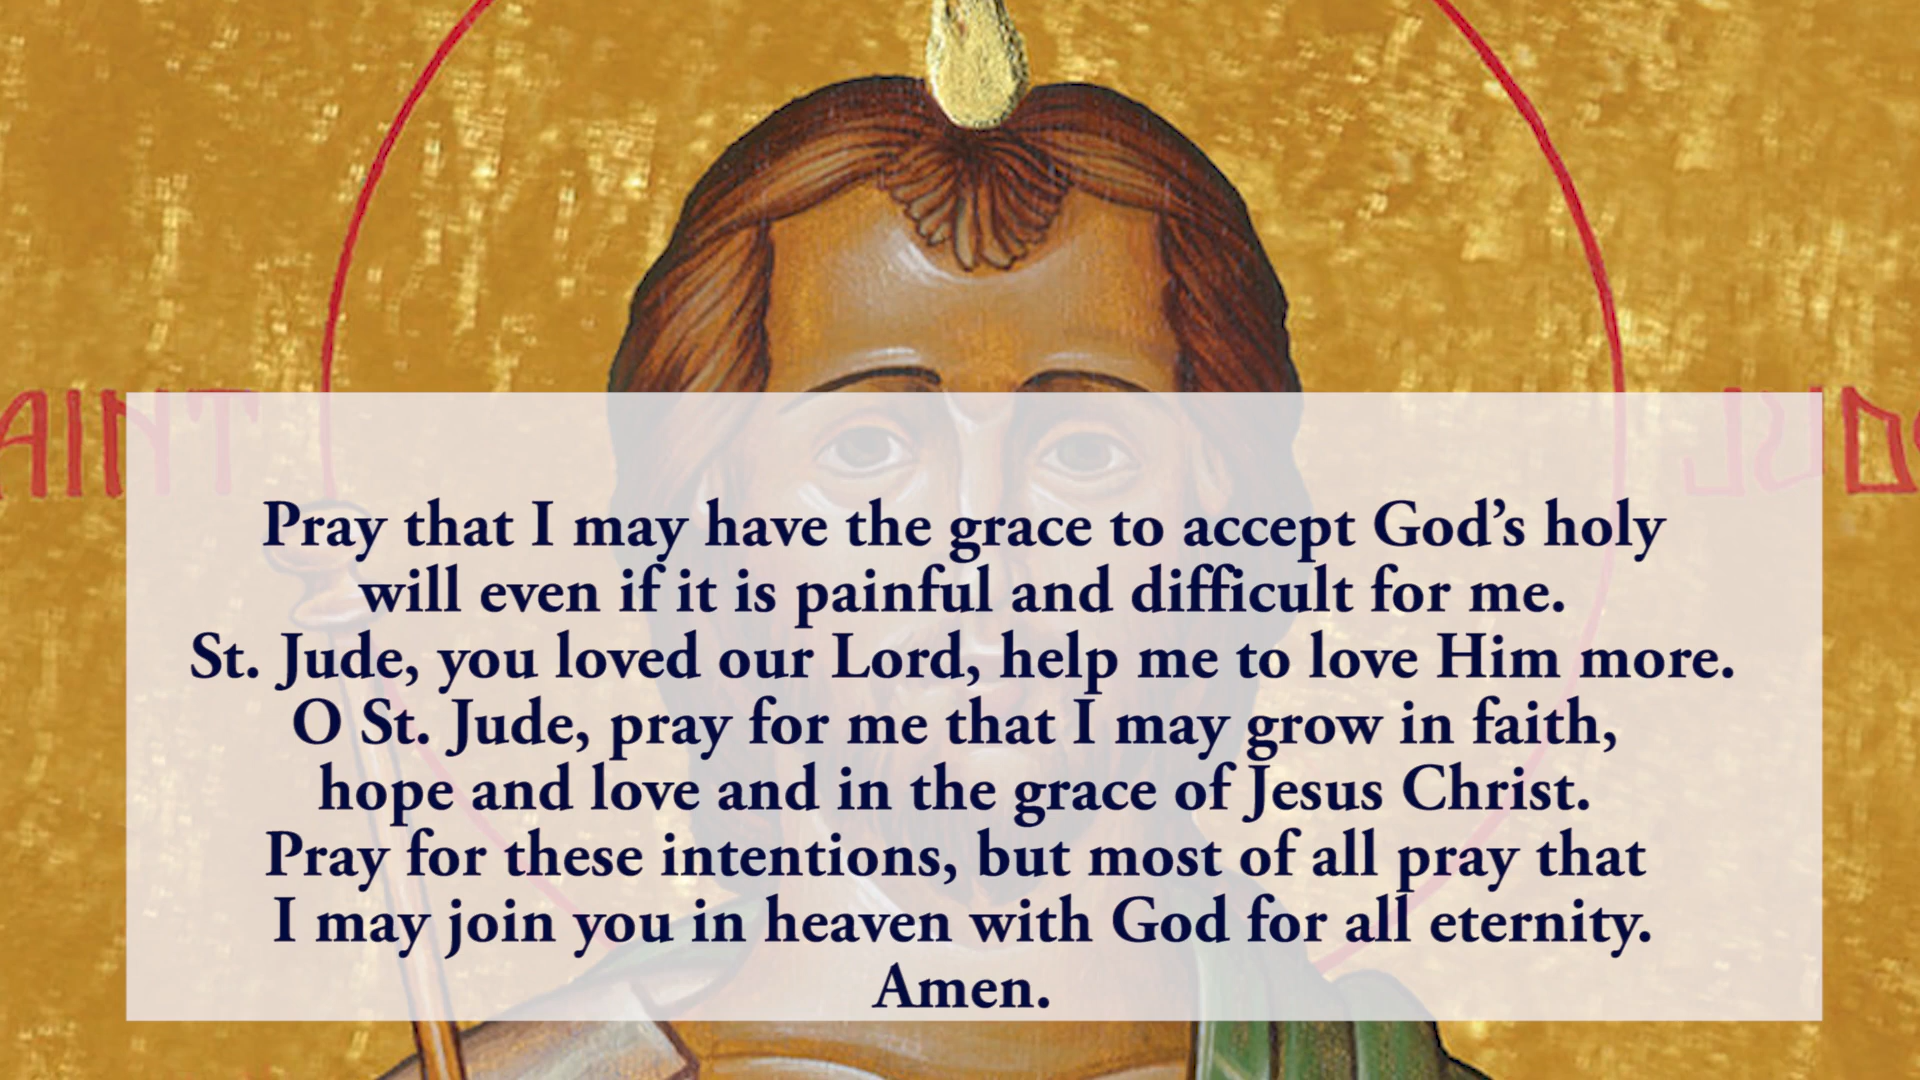 AINT JUD
Pray that I may have the grace to accept God’s holy
will even if it is painful and difficult for me.
St. Jude, you loved our Lord, help me to love Him more.
O St. Jude, pray for me that I may grow in faith,
hope and love and in the grace of Jesus Christ.
Pray for these intentions, but most of all pray that
I may join you in heaven with God for all eternity.
Amen.